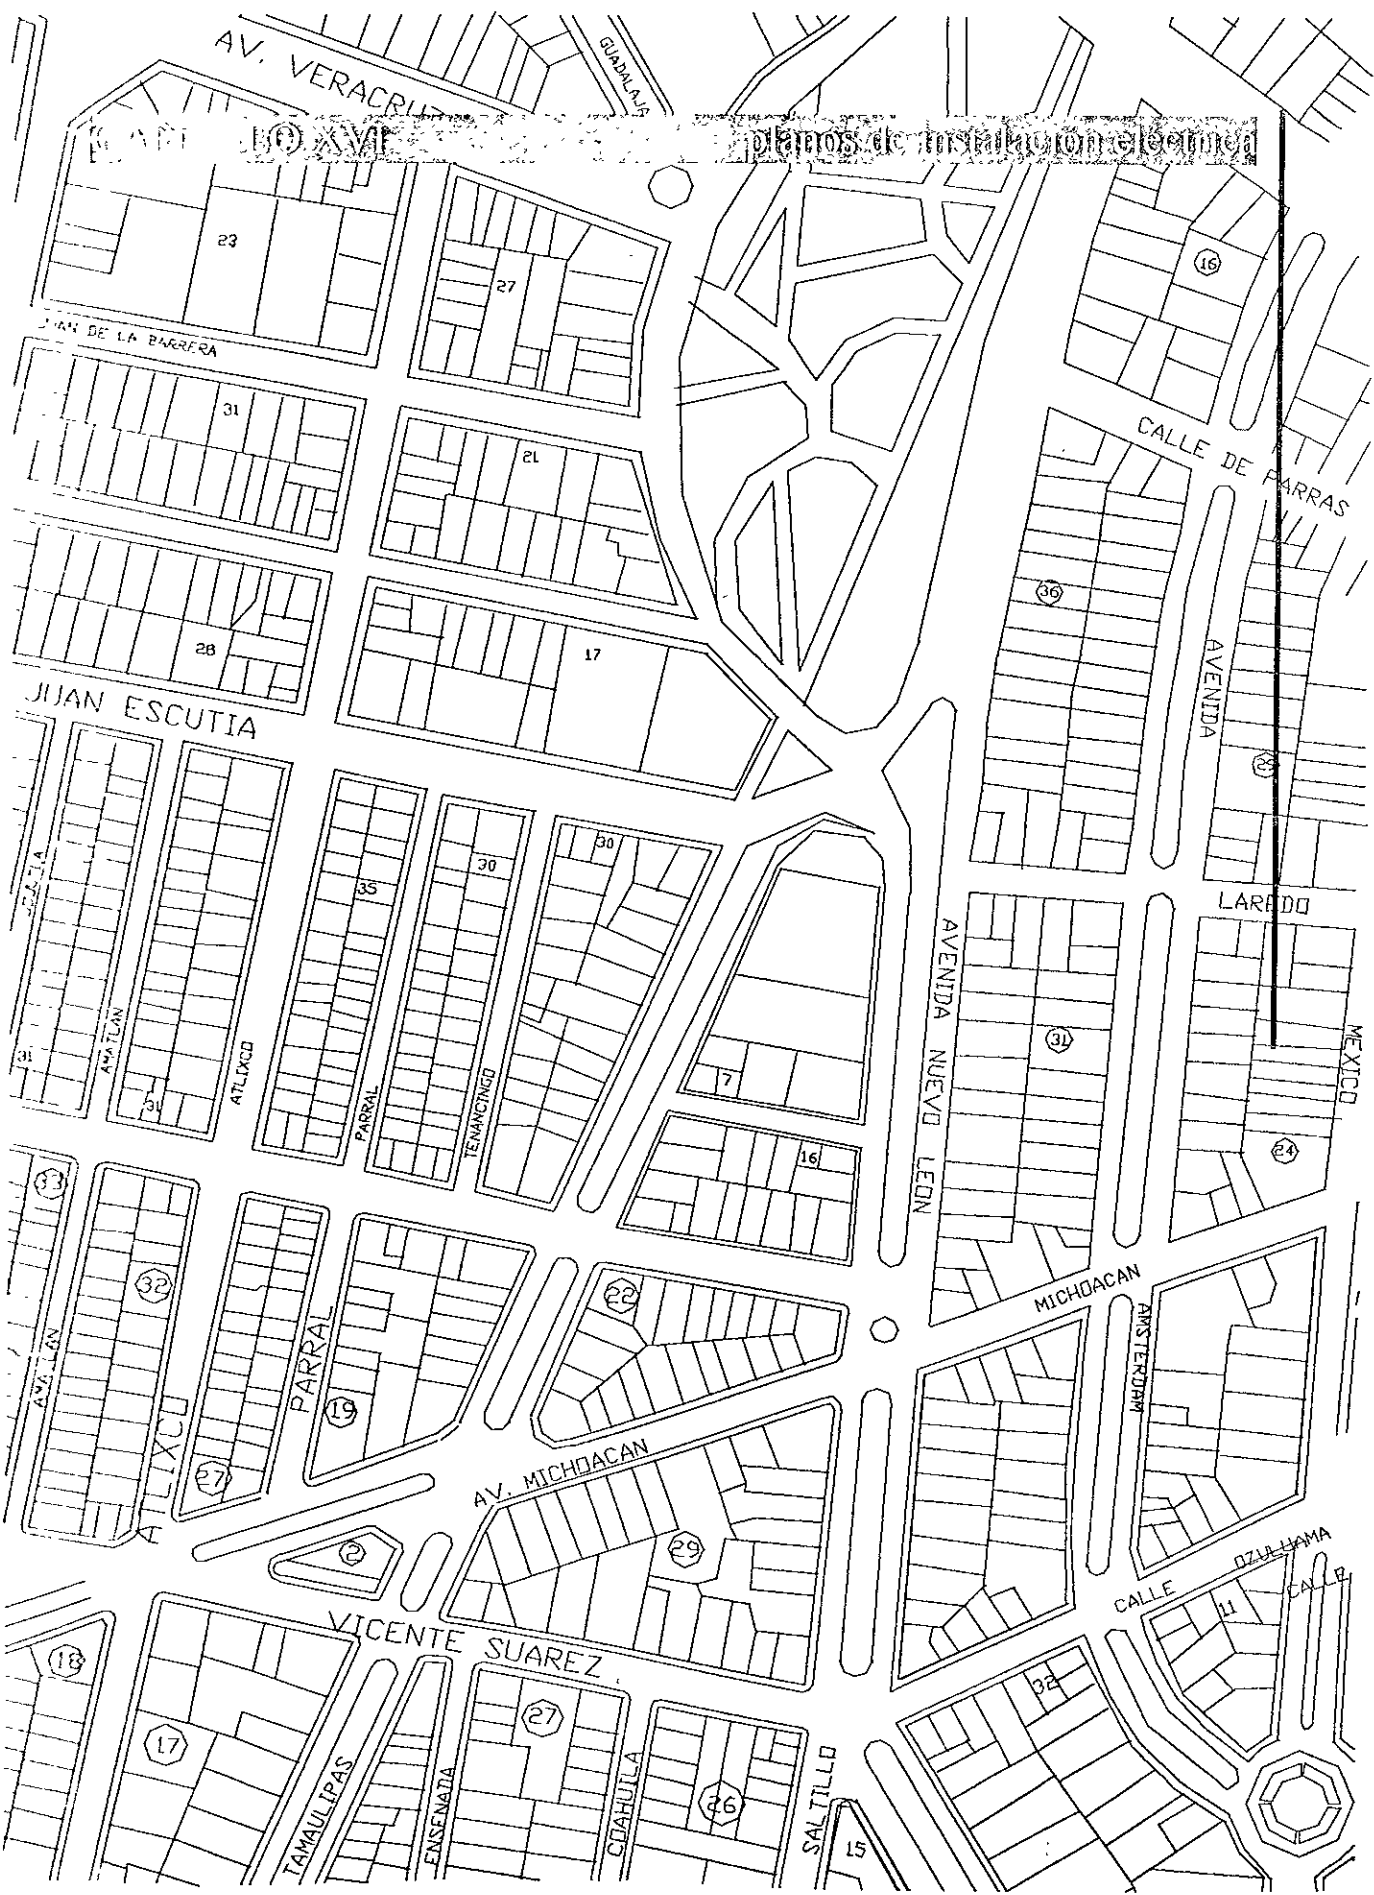 AV. VERACRUZ
GUADALAJA
planos de instalación eléctrica
16
23
27
DE LA BARRERA
31
21
CALLE DE PARRAS
36
28
17
AVENIDA
JUAN ESCUTIA
29
30
30
35
LAREDO
AVENIDA NUEVO LEON
31
MEXICO
AMATLAN
ATLIXCO
31
31
PARRAL
TENANCINGO
7
16
24
33
32
22
MICHOACAN
AMSTERDAM
PARRAL
19
27
AV. MICHOACAN
29
2
OZULUAMA
CALLE
CALLE
11
VICENTE SUAREZ
18
17
27
32
TAMAULIPAS
ENSENADA
COAHUILA
26
SALTILLO
15